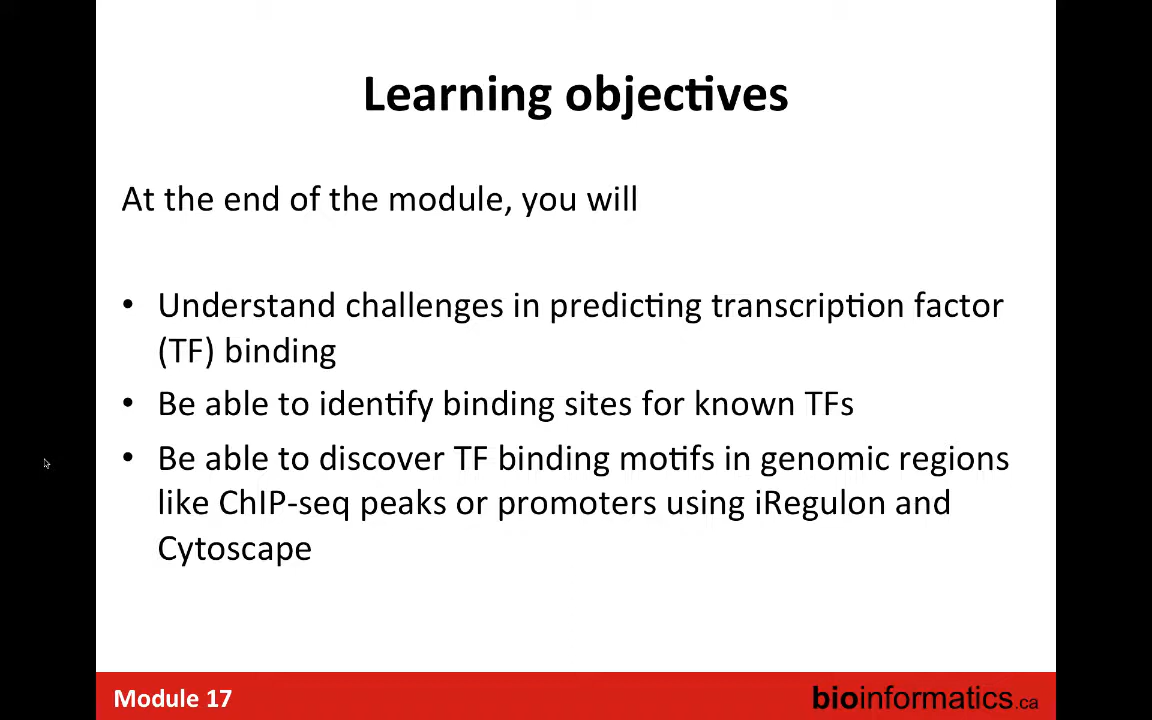 Learning objectives
At the end of the module, you will
• Understand challenges in predicting transcription factor
(TF) binding
• Be able to identify binding sites for known TFs
• Be able to discover TF binding motifs in genomic regions
like ChIP-seq peaks or promoters using iRegulon and
Cytoscape
Module 17
bioinformatics.ca